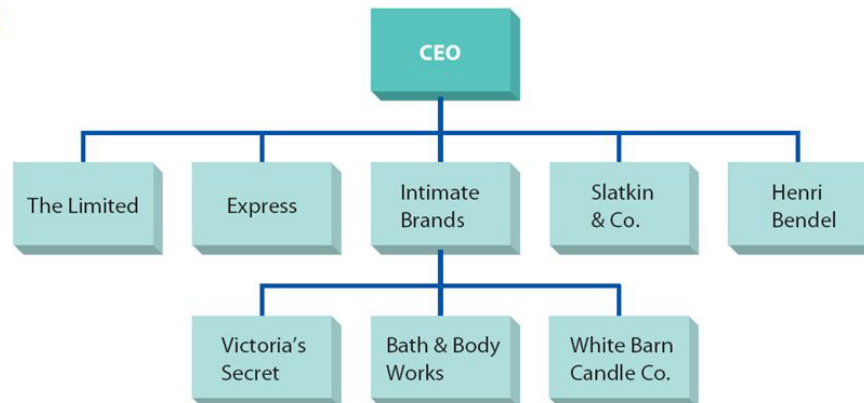 CEO
The Limited
Express
Intimate
Brands
Slatkin
& Co.
Henri
Bendel
Victoria's
Secret
Bath & Body
Works
White Barn
Candle Co.